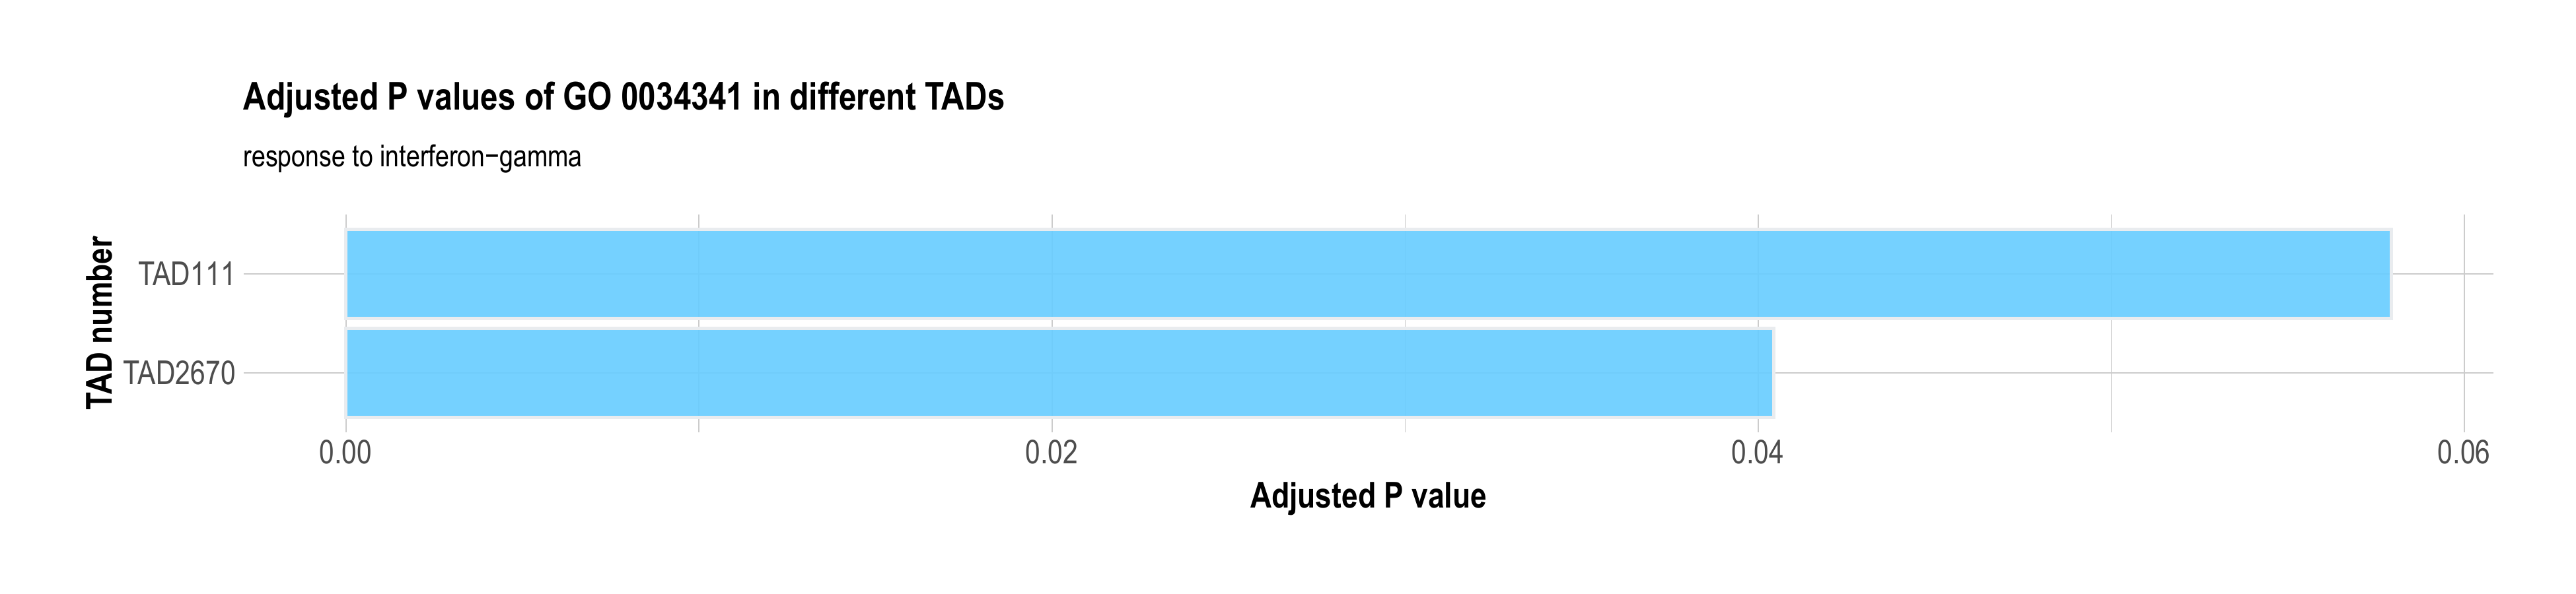 Adjusted P values of GO 0034341 in different TADs
response to interferon−gamma
TAD number
TAD111
TAD2670
0.00
0.02
0.04
0.06
Adjusted P value